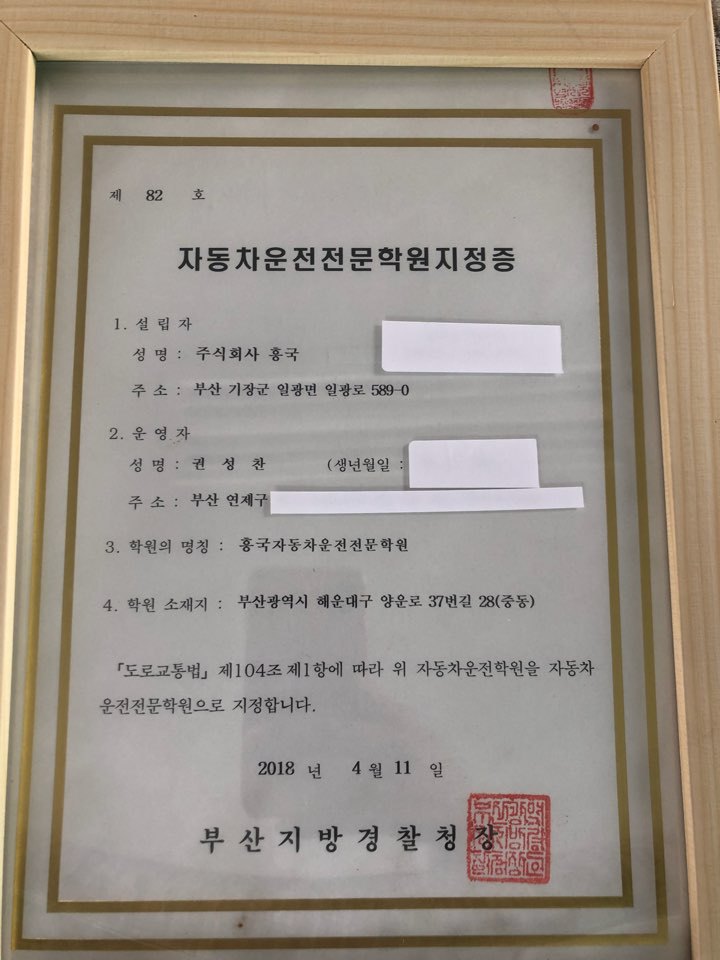 제 82 호
자동차운전전문학원지정증
1. 설 립 자
성 명 : 주식회사 흥국
주 소 : 부산 기장군 일광면 일광로 589-0
2. 운 영 자
성 명 : 권 성 찬 (생년월일 :
주 소 : 부산 연제구
3. 학원의 명칭 : 흥국자동차운전전문학원
4. 학원 소재지 : 부산광역시 해운대구 양운로 37번길 28(중동)
「도로교통법」 제104조 제1항에 따라 위 자동차운전학원을 자동차
운전전문학원으로 지정합니다.
2018 년 4 월 11 일
부산지방경찰청장